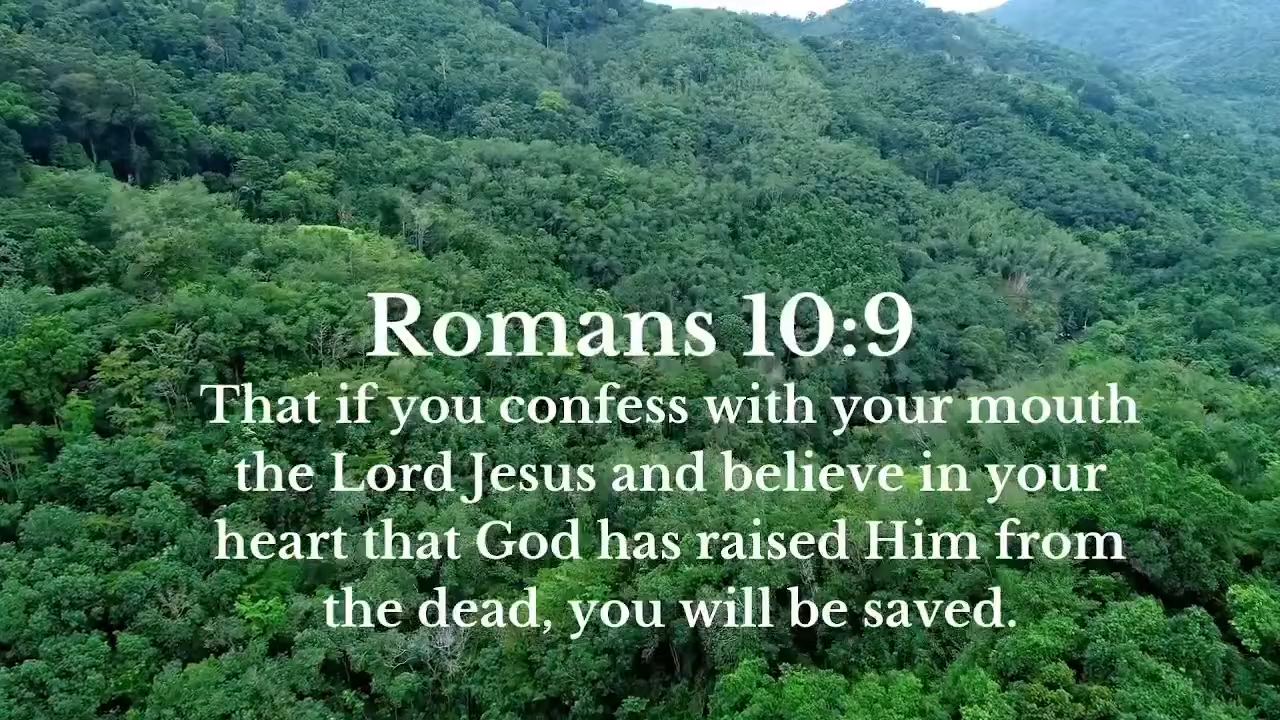 Romans 10:9
That if you confess with your mouth
the Lord Jesus and believe in your
heart that God has raised Him from
the dead, you will be saved.